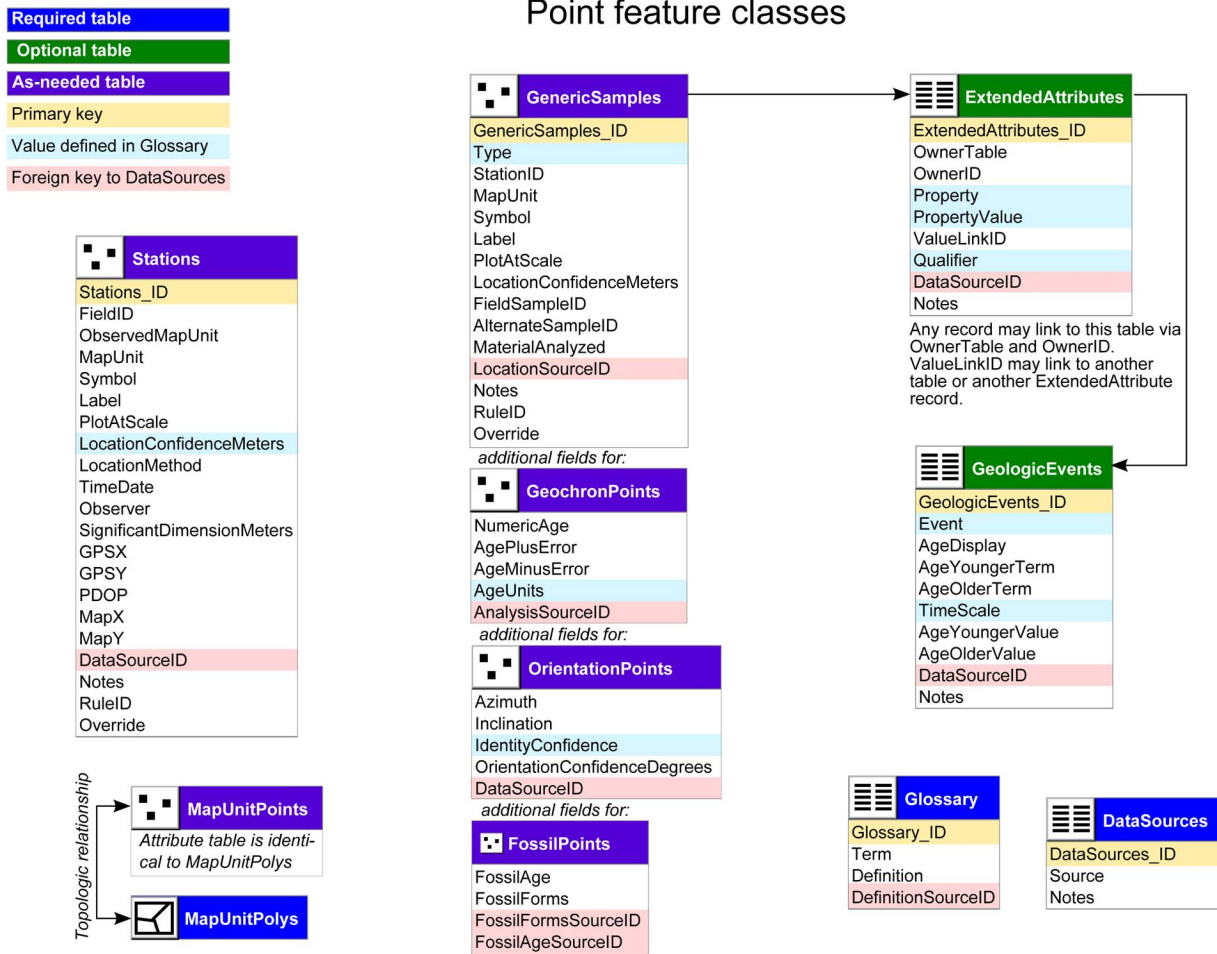 Point feature classes
Required table
Optional table
As-needed table
Primary key
Value defined in Glossary
Foreign key to DataSources
Stations
Stations_ID
FieldID
ObservedMapUnit
MapUnit
Symbol
Label
PlotAtScale
LocationConfidenceMeters
LocationMethod
TimeDate
Observer
SignificantDimensionMeters
GPSX
GPSY
PDOP
MapX
MapY
DataSourceID
Notes
RuleID
Override
Topologic relationship
MapUnitPoints
Attribute table is identi-
cal to MapUnitPolys
MapUnitPolys
GenericSamples
GenericSamples_ID
Type
StationID
MapUnit
Symbol
Label
PlotAtScale
LocationConfidenceMeters
FieldSampleID
AlternateSampleID
MaterialAnalyzed
LocationSourceID
Notes
RuleID
Override
additional fields for:
GeochronPoints
NumericAge
AgePlusError
AgeMinusError
AgeUnits
AnalysisSourceID
additional fields for:
OrientationPoints
Azimuth
Inclination
IdentityConfidence
OrientationConfidenceDegrees
DataSourceID
additional fields for:
FossilPoints
FossilAge
FossilForms
FossilFormsSourceID
FossilAgeSourceID
ExtendedAttributes
ExtendedAttributes_ID
OwnerTable
OwnerID
Property
PropertyValue
ValueLinkID
Qualifier
DataSourceID
Notes
Any record may link to this table via
OwnerTable and OwnerID.
ValueLinkID may link to another
table or another ExtendedAttribute
record.
GeologicEvents
GeologicEvents_ID
Event
AgeDisplay
AgeYoungerTerm
AgeOlderTerm
TimeScale
AgeYoungerValue
AgeOlderValue
DataSourceID
Notes
Glossary
Glossary_ID
Term
Definition
DefinitionSourceID
DataSources
DataSources_ID
Source
Notes